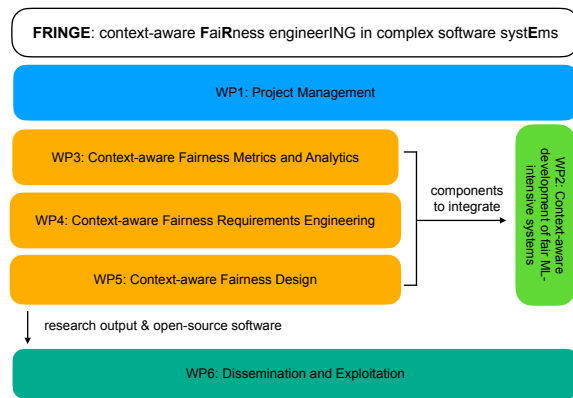 FRINGE: context-aware FaiRness engineerING in complex software systEms
WP1: Project Management
WP3: Context-aware Fairness Metrics and Analytics
WP4: Context-aware Fairness Requirements Engineering
WP5: Context-aware Fairness Design
components
to integrate
WP2: Context-aware
development of fair ML-
intensive systems
research output & open-source software
WP6: Dissemination and Exploitation